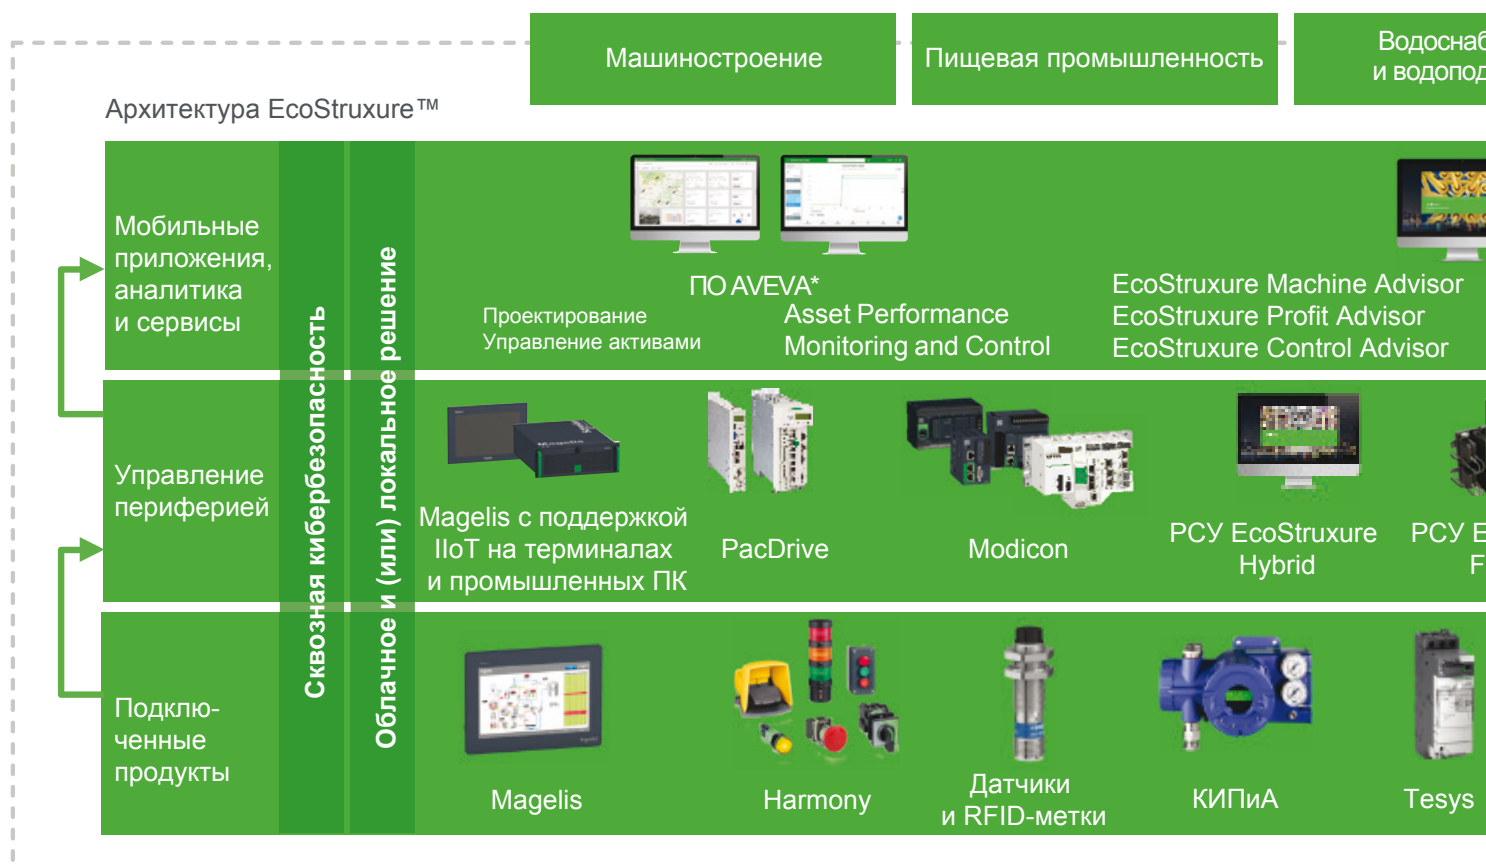 Машиностроение
Пищевая промышленность
Архитектура EcoStruxure™
Мобильные
приложения,
аналитика
и сервисы
Управление
периферией
Подклю-
ченные
продукты
Сквозная кибербезопасность
Облачное и (или) локальное решение
ПО AVEVA*
Проектирование
Управление активами
Asset Performance
Monitoring and Control
EcoStruxure Machine Advisor
EcoStruxure Profit Advisor
EcoStruxure Control Advisor
Magelis с поддержкой
IIoT на терминалах
и промышленных ПК
PacDrive
Modicon
РСУ EcoStruxure
Hybrid
РСУ
Magelis
Harmony
Датчики
и RFID-метки
КИПиА
Tesys